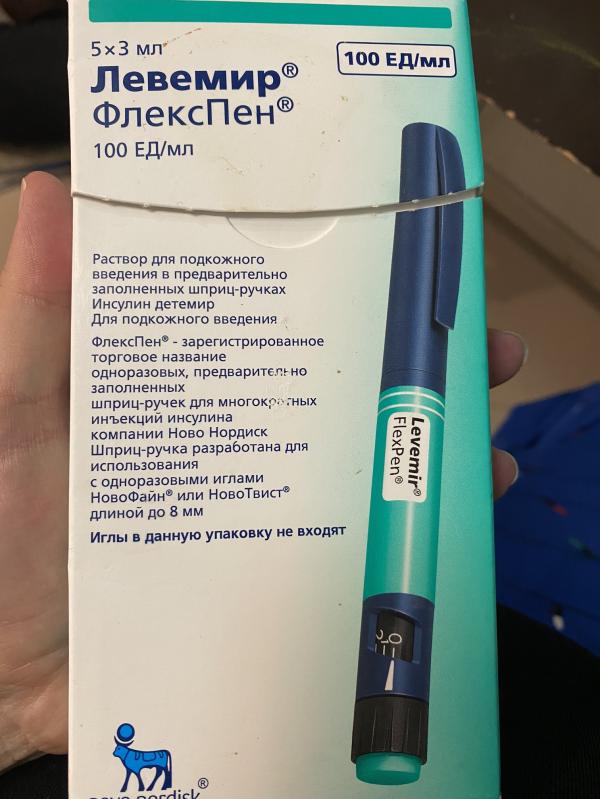 5×3 мл
100 ЕД/мл
Левемир®
ФлексПен®
100 ЕД/мл
Раствор для подкожного
введения в предварительно
заполненных шприц-ручках
Инсулин детемир
Для подкожного введения
ФлексПен® - зарегистрированное
торговое название
одноразовых, предварительно
заполненных
шприц-ручек для многократных
инъекций инсулина
компании Ново Нордиск
Шприц-ручка разработана для
использования
с одноразовыми иглами
НовоФайн® или НовоТвист®
длиной до 8 мм
Иглы в данную упаковку не входят
Levemir®
FlexPen®
0
2
novo nordisk®